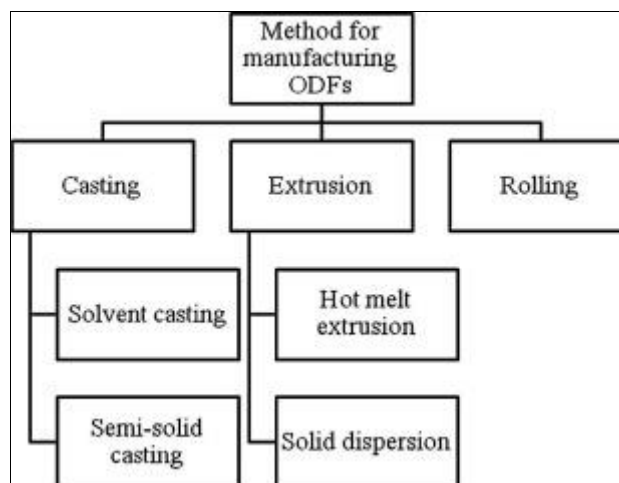 Method for
manufacturing
ODFs
Casting
Extrusion
Rolling
Solvent casting
Hot melt
extrusion
Semi-solid
casting
Solid dispersion